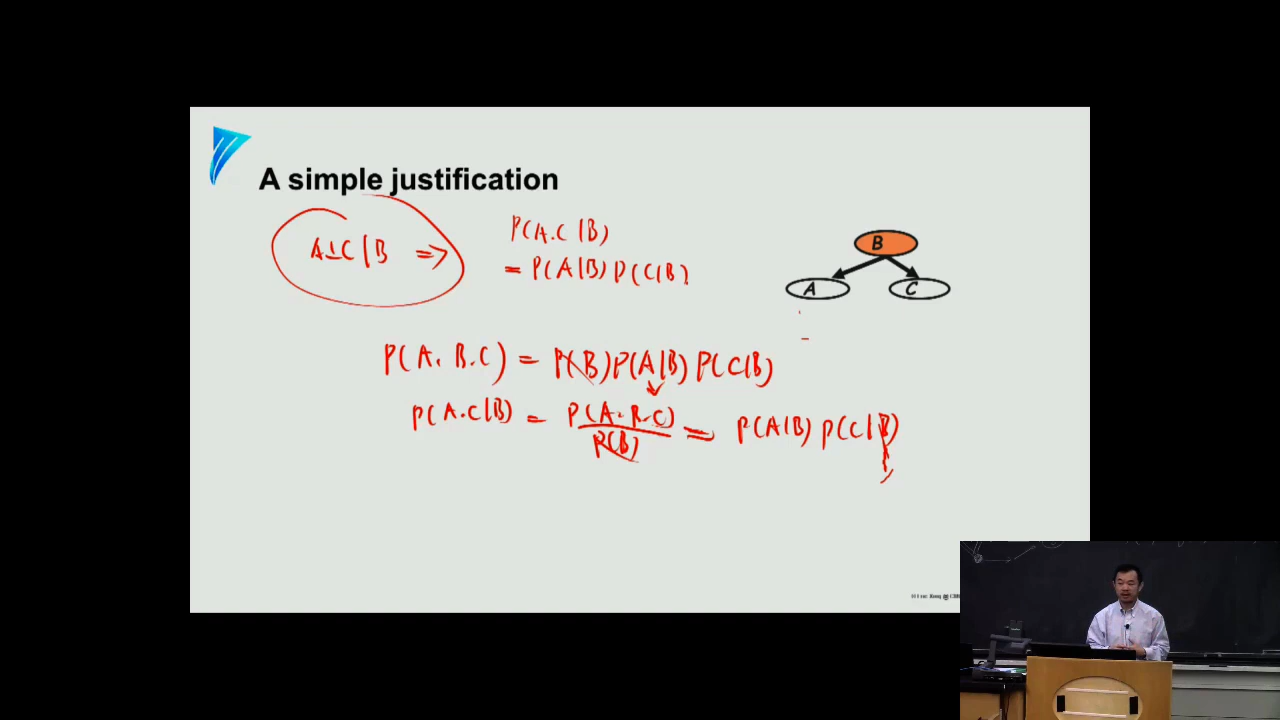 A simple justification
A⊥C|B ⇒
P(A.C|B)
= P(A|B) P(C|B)
B
A
C
P(A. B.C) = P(B)P(A|B) P(C|B)
P(A.C|B) = P(A.B.C)/P(B) = P(A|B) P(C|B)